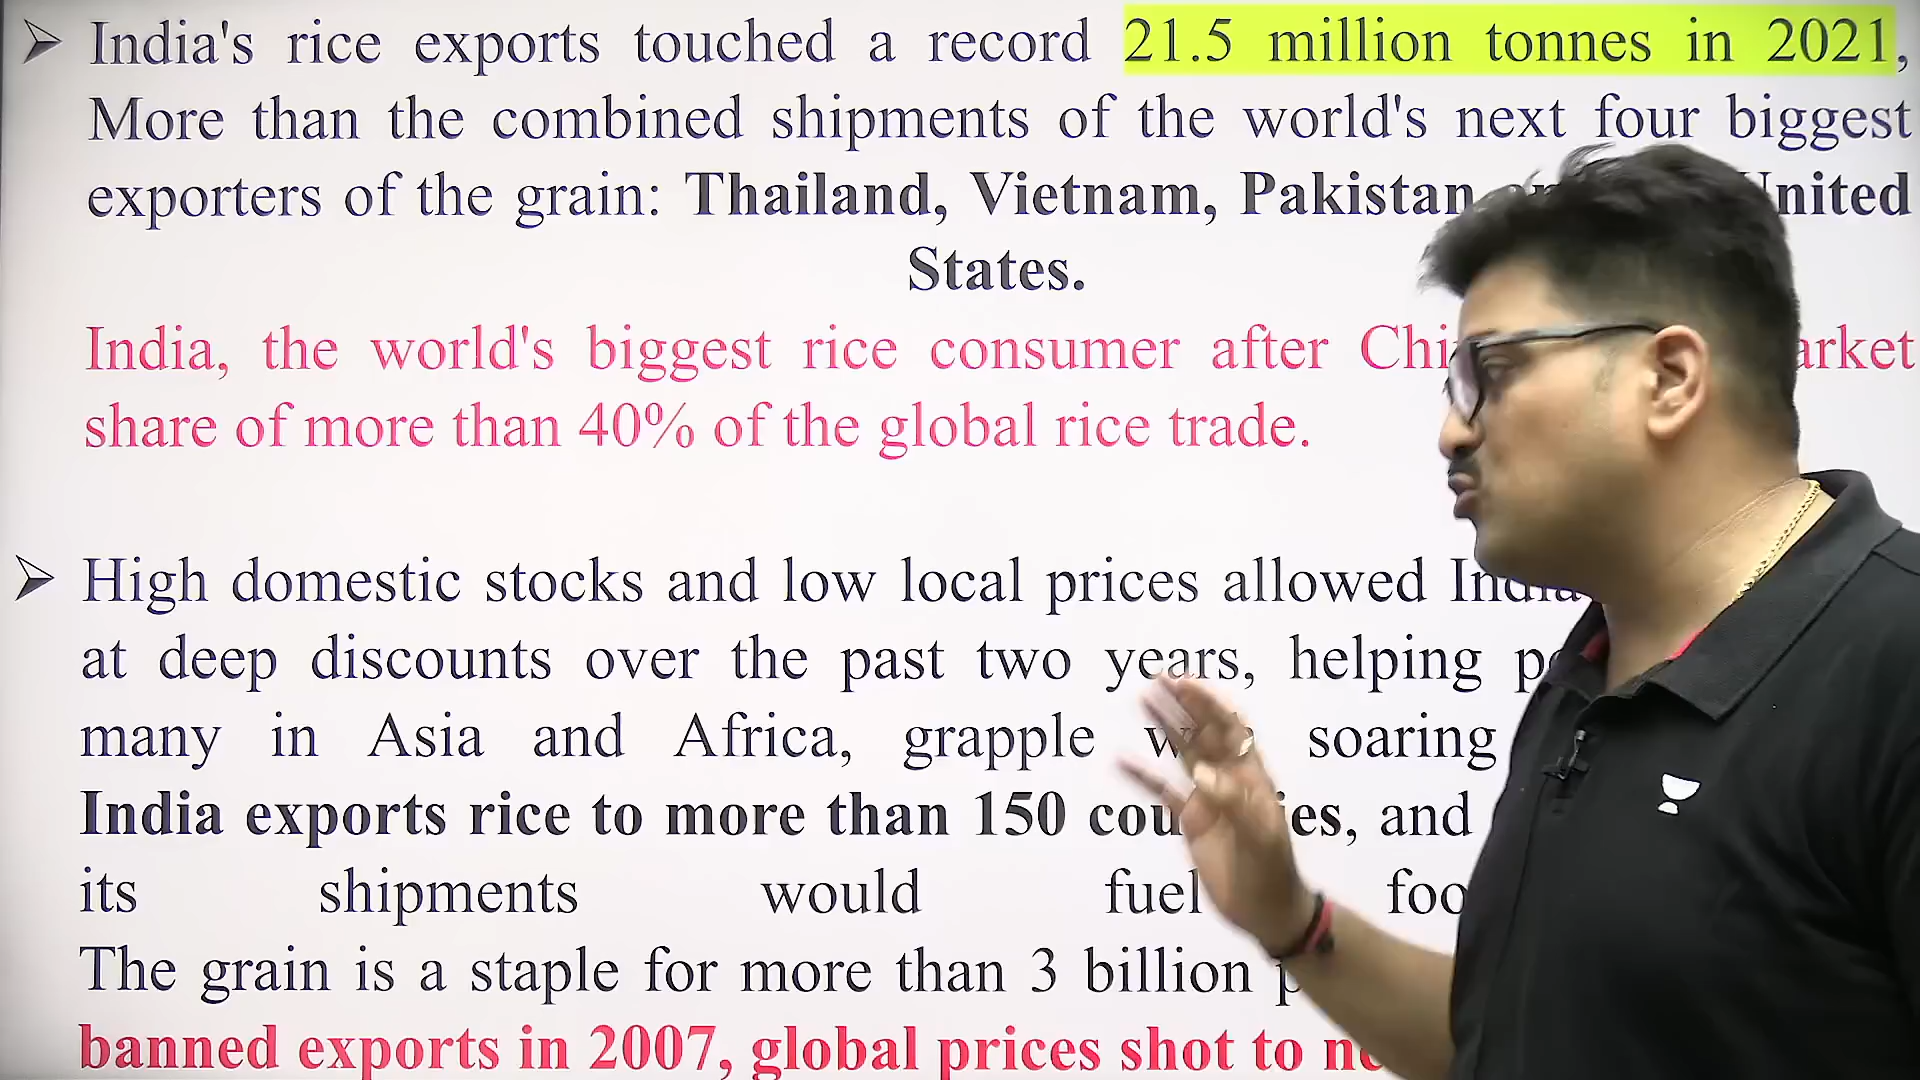 India's rice exports touched a record 21.5 million tonnes in 2021,
More than the combined shipments of the world's next four biggest
exporters of the grain: Thailand, Vietnam, Pakistan United
States.
India, the world's biggest rice consumer after
share of more than 40% of the global rice trade.
High domestic stocks and low local prices allowed
at deep discounts over the past two years, helping
many in Asia and Africa, grapple soaring
India exports rice to more than 150 and
its shipments would fuel
The grain is a staple for more than 3 billion
banned exports in 2007, global prices shot to